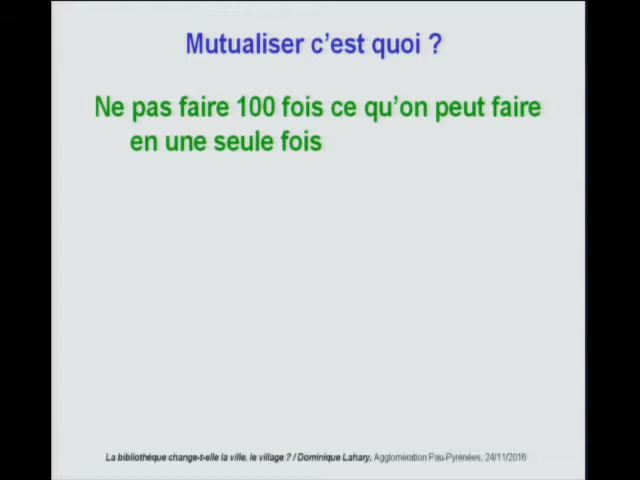 Mutualiser c’est quoi ?
Ne pas faire 100 fois ce qu’on peut faire
en une seule fois
La bibliothèque change-t-elle la ville, le village ? / Dominique Lahary, Agglomération Pau-Pyrénées, 24/11/2016